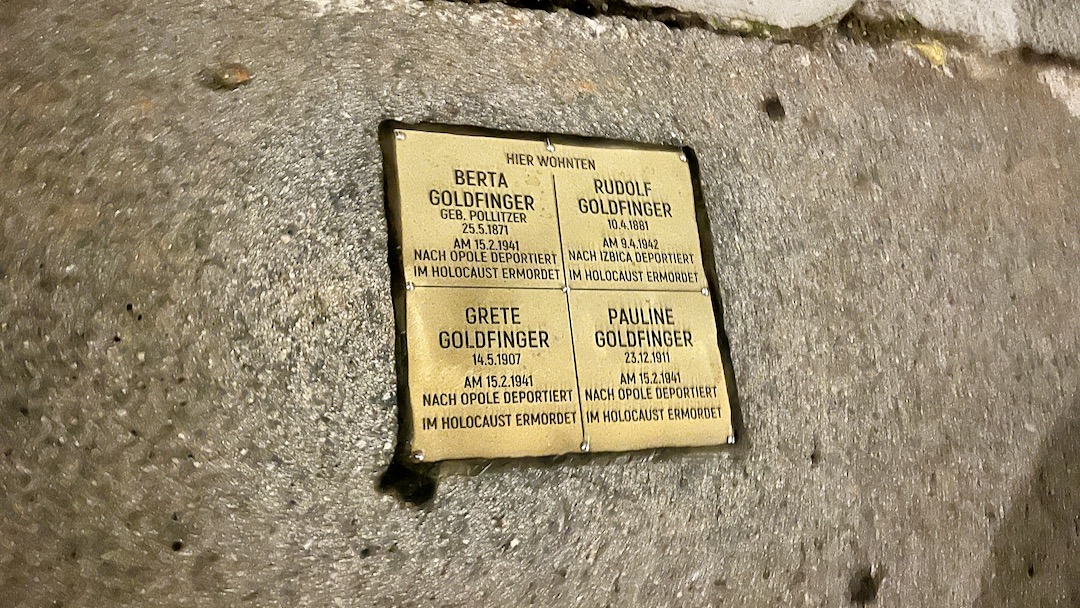 HIER WOHNTEN
BERTA
GOLDFINGER
GEB. POLLITZER
25.5.1871
AM 15.2.1941
NACH OPOLE DEPORTIERT
IM HOLOCAUST ERMORDET
RUDOLF
GOLDFINGER
10.4.1881
AM 9.4.1942
NACH IZBICA DEPORTIERT
IM HOLOCAUST ERMORDET
GRETE
GOLDFINGER
14.5.1907
AM 15.2.1941
NACH OPOLE DEPORTIERT
IM HOLOCAUST ERMORDET
PAULINE
GOLDFINGER
23.12.1911
AM 15.2.1941
NACH OPOLE DEPORTIERT
IM HOLOCAUST ERMORDET